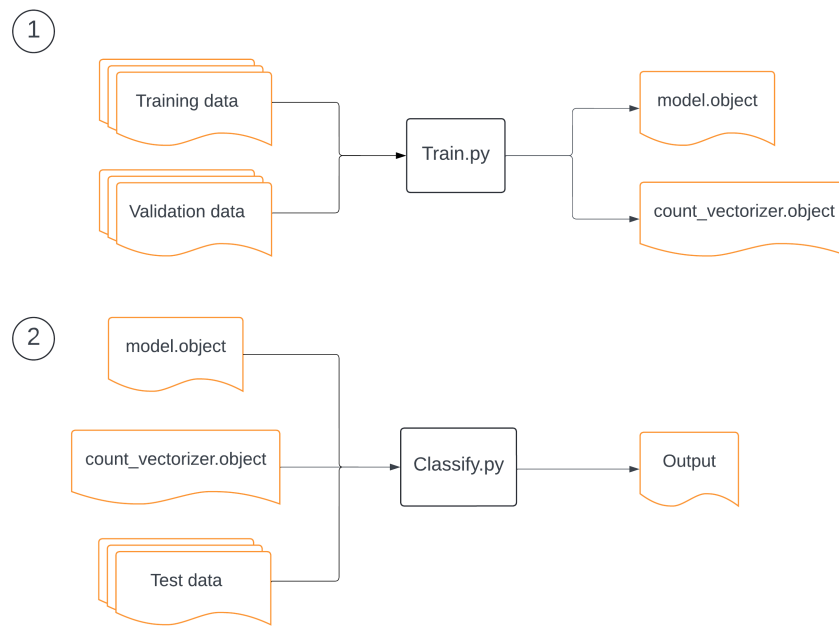 1
Training data
model.object
Train.py
Validation data
count_vectorizer.object
2
model.object
count_vectorizer.object
Classify.py
Output
Test data